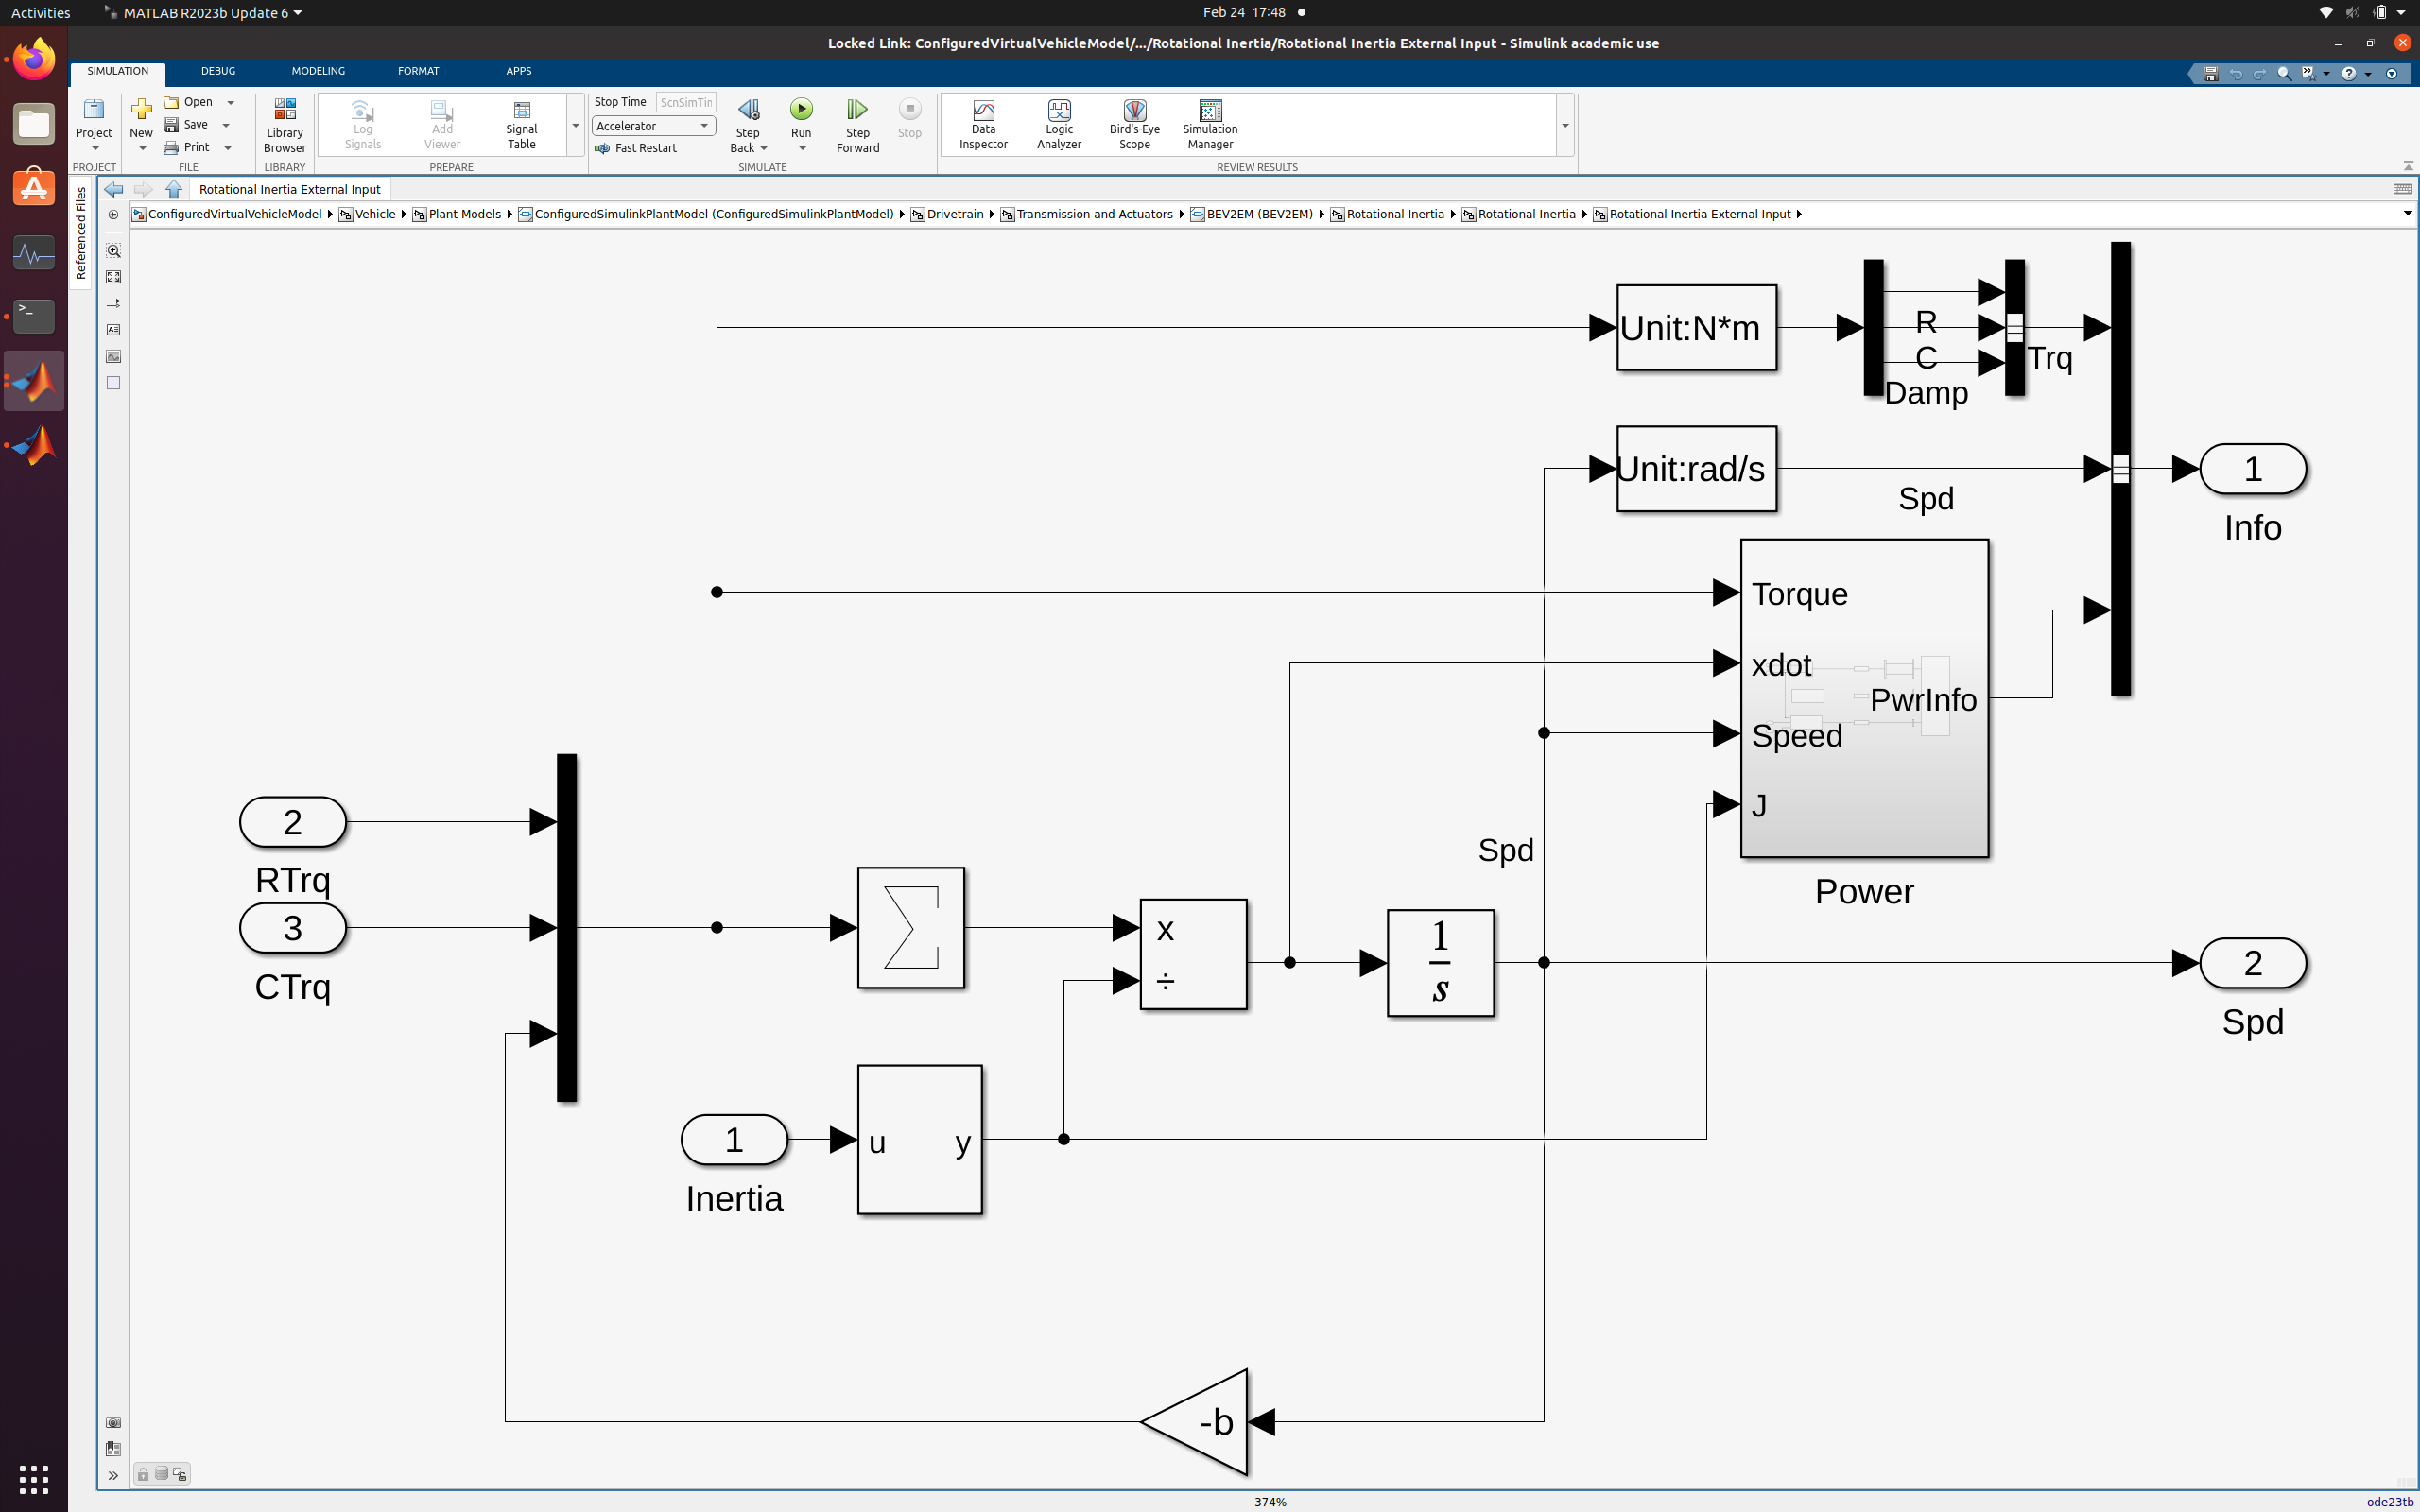 Activities
MATLAB R2023b Update 6
Feb 24 17:48
Locked Link: ConfiguredVirtualVehicleModel/.../Rotational Inertia/Rotational Inertia External Input - Simulink academic use
SIMULATION
DEBUG
MODELING
FORMAT
APPS
Project
New
Open
Save
Print
Library
Browser
Log
Signals
Add
Viewer
Signal
Table
Stop Time
ScnSimTin
Accelerator
Fast Restart
Step
Back
Run
Step
Forward
Stop
Data
Inspector
Logic
Analyzer
Bird's-Eye
Scope
Simulation
Manager
PROJECT
FILE
LIBRARY
PREPARE
SIMULATE
REVIEW RESULTS
Referenced Files
Rotational Inertia External Input
ConfiguredVirtualVehicleModel
Vehicle
Plant Models
ConfiguredSimulinkPlantModel (ConfiguredSimulinkPlantModel)
Drivetrain
Transmission and Actuators
BEV2EM (BEV2EM)
Rotational Inertia
Rotational Inertia
Rotational Inertia External Input
Unit:N*m
R
C
Damp
Trq
Unit:rad/s
Spd
1
Info
Torque
xdot
PwrInfo
Speed
J
Power
2
RTrq
3
CTrq
∑
x
÷
1
s
Spd
2
Spd
1
Inertia
u
y
-b
374%
ode23tb